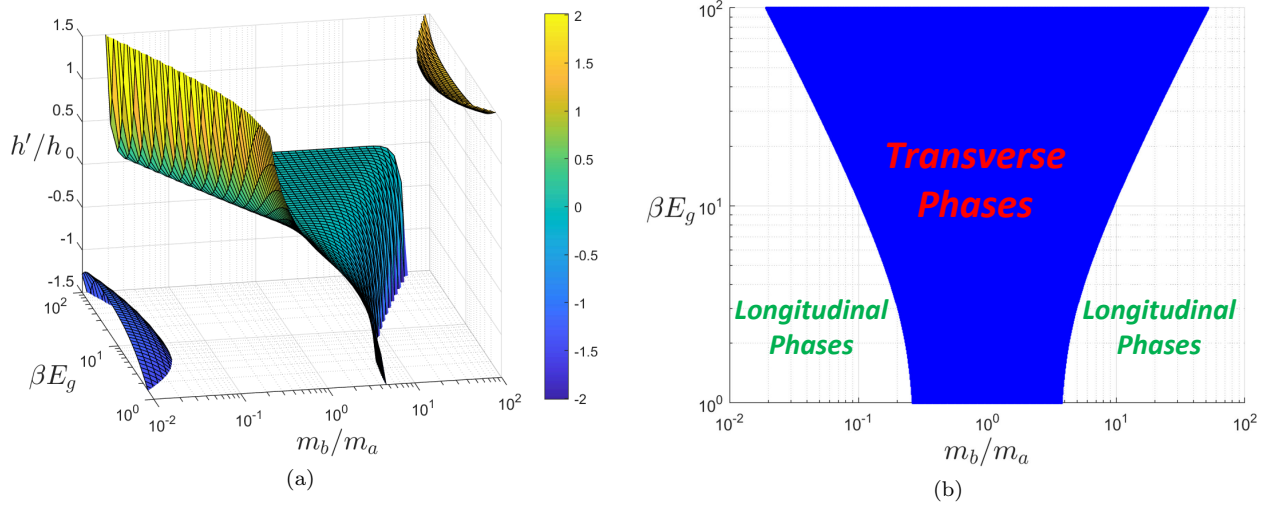 1.5
1
0.5
h′/h
0
-0.5
-1
-1.5
10²
βE_g
10¹
10⁰
10⁻²
10⁻¹
10⁰
10¹
10²
m_b/m_a
2
1.5
1
0.5
0
-0.5
-1
-1.5
-2
(a)
10²
βE_g
10¹
10⁰
Transverse
Phases
Longitudinal
Phases
Longitudinal
Phases
10⁻²
10⁻¹
10⁰
10¹
10²
m_b/m_a
(b)